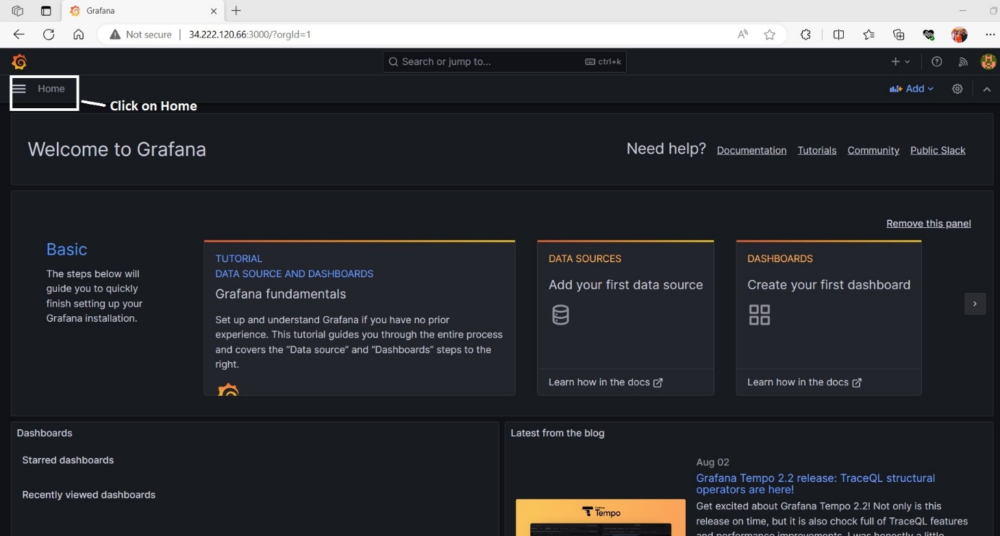 Grafana
Not secure | 34.222.120.66:3000/?orgId=1
Search or jump to... ctrl+k
Home
Add
Click on Home
Welcome to Grafana
Need help? Documentation Tutorials Community Public Slack
Remove this panel
Basic
The steps below will
guide you to quickly
finish setting up your
Grafana installation.
TUTORIAL
DATA SOURCE AND DASHBOARDS
Grafana fundamentals
Set up and understand Grafana if you have no prior
experience. This tutorial guides you through the entire process
and covers the “Data source” and “Dashboards” steps to the
right.
DATA SOURCES
Add your first data source
Learn how in the docs
DASHBOARDS
Create your first dashboard
Learn how in the docs
Dashboards
Starred dashboards
Recently viewed dashboards
Latest from the blog
Aug 02
Grafana Tempo 2.2 release: TraceQL structural
operators are here!
Get excited about Grafana Tempo 2.2! Not only is this
release on time, but it is also chock full of TraceQL features
and performance improvements. I was honestly a little
Grafana
Tempo